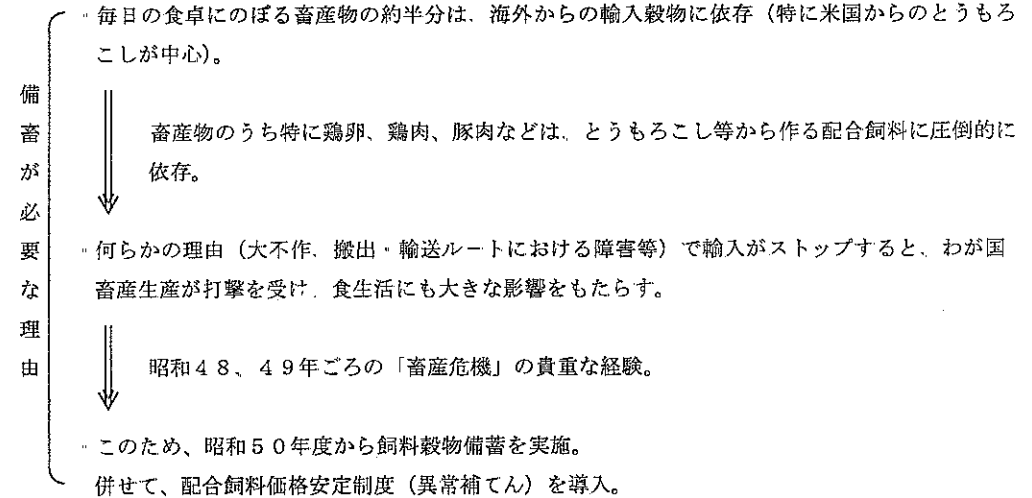 備畜が必要な理由
・毎日の食卓にのぼる畜産物の約半分は、海外からの輸入穀物に依存（特に米国からのとうもろ
こしが中心）。
畜産物のうち特に鶏卵、鶏肉、豚肉などは、とうもろこし等から作る配合飼料に圧倒的に
依存。
・何らかの理由（大不作、搬出・輸送ルートにおける障害等）で輸入がストップすると、わが国
畜産生産が打撃を受け、食生活にも大きな影響をもたらす。
昭和４８、４９年ごろの「畜産危機」の貴重な経験。
・このため、昭和５０年度から飼料穀物備蓄を実施。
併せて、配合飼料価格安定制度（異常補てん）を導入。